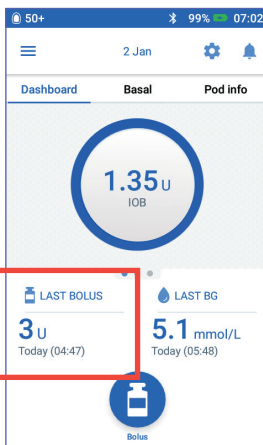 50+ 99% 07:02
2 Jan
Dashboard Basal Pod info
1.35 U
IOB
LAST BOLUS LAST BG
3 U 5.1 mmol/L
Today (04:47) Today (05:48)
Bolus